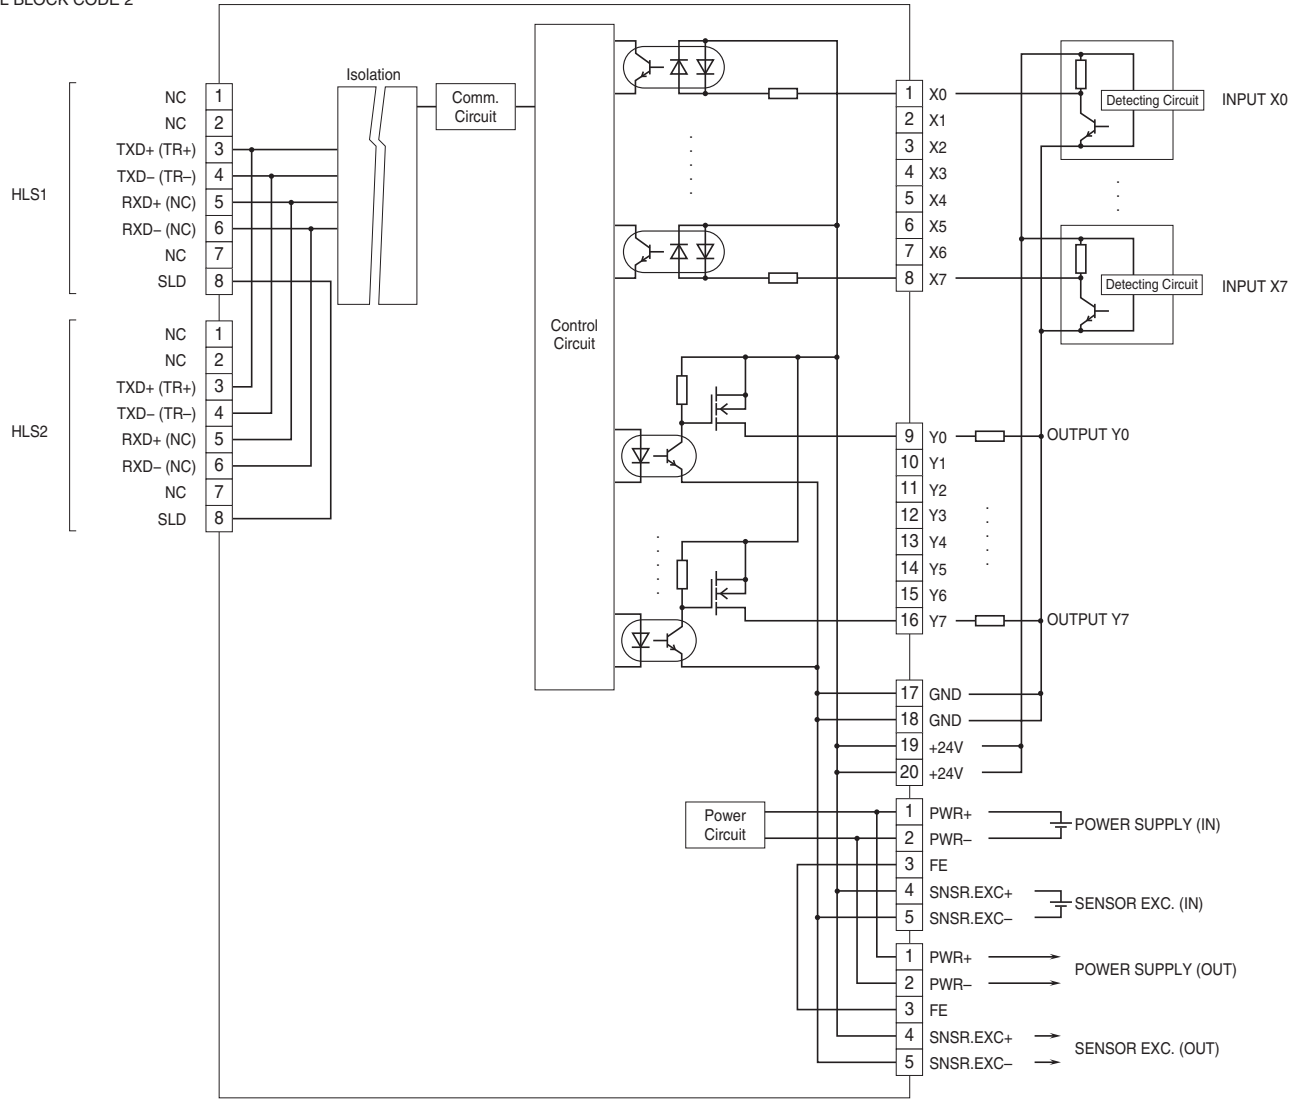 L BLOCK CODE 2
Isolation
Comm.
Circuit
Control
Circuit
HLS1
NC 1
NC 2
TXD+ (TR+) 3
TXD– (TR–) 4
RXD+ (NC) 5
RXD– (NC) 6
NC 7
SLD 8
HLS2
NC 1
NC 2
TXD+ (TR+) 3
TXD– (TR–) 4
RXD+ (NC) 5
RXD– (NC) 6
NC 7
SLD 8
1 X0
2 X1
3 X2
4 X3
5 X4
6 X5
7 X6
8 X7
Detecting Circuit
INPUT X0
Detecting Circuit
INPUT X7
9 Y0 OUTPUT Y0
10 Y1
11 Y2
12 Y3
13 Y4
14 Y5
15 Y6
16 Y7 OUTPUT Y7
17 GND
18 GND
19 +24V
20 +24V
Power
Circuit
1 PWR+
2 PWR–
POWER SUPPLY (IN)
3 FE
4 SNSR.EXC+
5 SNSR.EXC–
SENSOR EXC. (IN)
1 PWR+
2 PWR–
POWER SUPPLY (OUT)
3 FE
4 SNSR.EXC+
5 SNSR.EXC–
SENSOR EXC. (OUT)